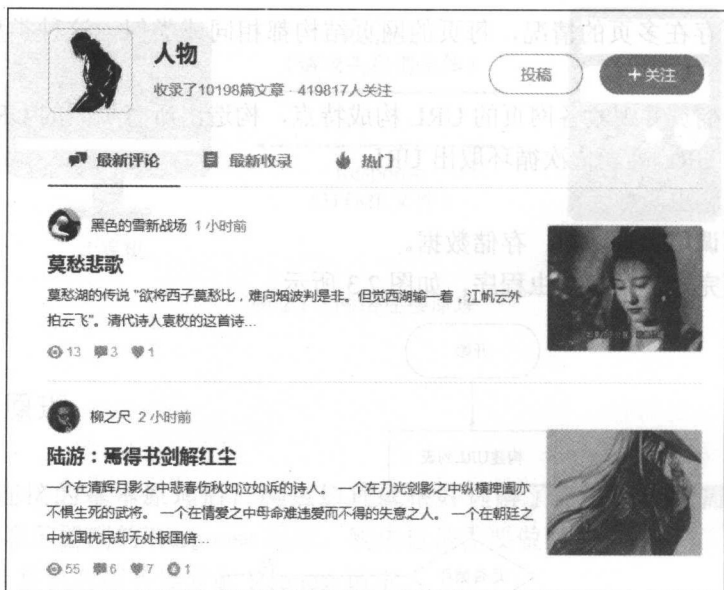 人物
投稿
＋关注
收录了10198篇文章 · 419817人关注
最新评论 最新收录 热门
黑色的雪新战场 1 小时前
莫愁悲歌
莫愁湖的传说 “欲将西子莫愁比，难向烟波判是非。但觉西湖输一着，江帆云外
拍云飞”。清代诗人袁枚的这首诗...
13 3 1
柳之尺 2 小时前
陆游：焉得书剑解红尘
一个在清辉月影之中悲春伤秋如泣如诉的诗人。 一个在刀光剑影之中纵横捭阖亦
不惧生死的武将。 一个在情爱之中母命难违爱而不得的失意之人。 一个在朝廷之
中忧国忧民却无处报国倍...
55 6 7 1